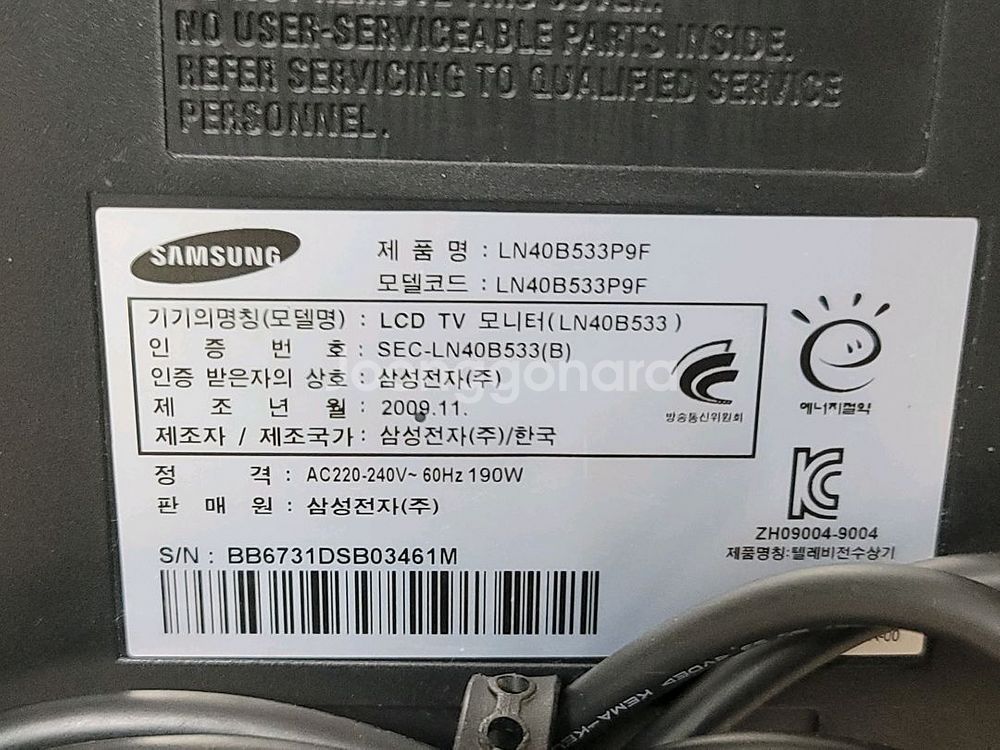 NO USER-SERVICEABLE PARTS INSIDE.
REFER SERVICING TO QUALIFIED SERVICE
PERSONNEL.
SAMSUNG
제 품 명 : LN40B533P9F
모델코드 : LN40B533P9F
기기의명칭(모델명) : LCD TV 모니터(LN40B533)
인 증 번 호 : SEC-LN40B533(B)
인증 받은자의 상호 : 삼성전자(주)
제 조 년 월 : 2009.11.
제조자 / 제조국가 : 삼성전자(주)/한국
방송통신위원회
에너지절약
정 격 : AC220-240V~ 60Hz 190W
판 매 원 : 삼성전자(주)
ZH09004-9004
제품명칭:텔레비전수상기
S/N : BB6731DSB03461M